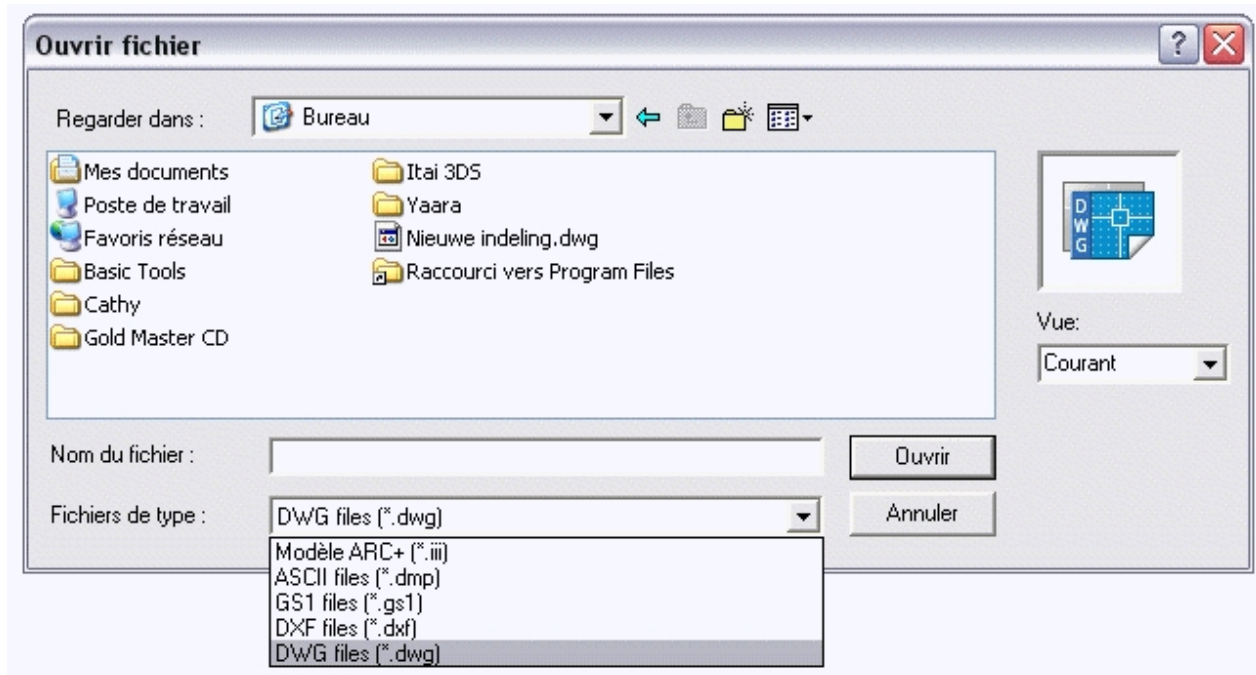 Ouvrir fichier
Regarder dans :
Bureau
Mes documents
Poste de travail
Favoris réseau
Basic Tools
Cathy
Gold Master CD
Itai 3DS
Yaara
Nieuwe indeling.dwg
Raccourci vers Program Files
DWG
Vue:
Courant
Nom du fichier :
Ouvrir
Fichiers de type :
DWG files (*.dwg)
Annuler
Modèle ARC+ (*.iii)
ASCII files (*.dmp)
GS1 files (*.gs1)
DXF files (*.dxf)
DWG files (*.dwg)